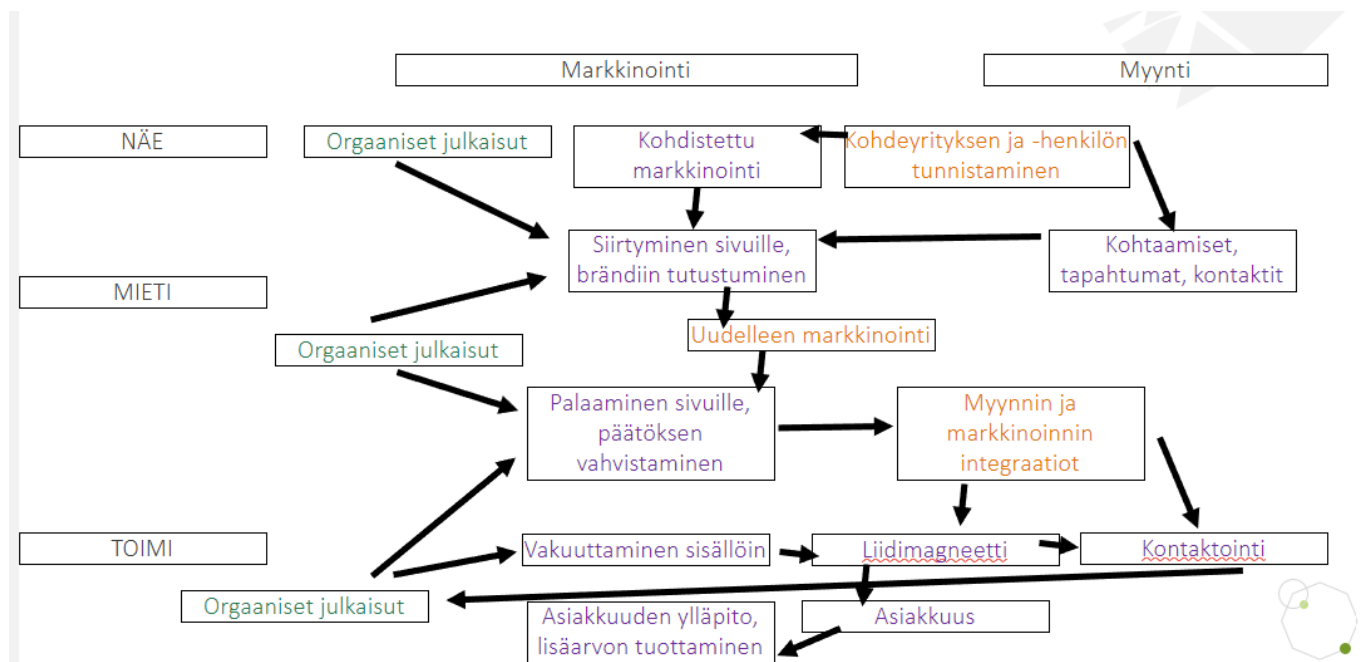 Markkinointi
Myynti
NÄE
Orgaaniset julkaisut
Kohdistettu
markkinointi
Kohdeyrityksen ja -henkilön
tunnistaminen
Siirtyminen sivuille,
brändiin tutustuminen
Kohtaamiset,
tapahtumat, kontaktit
MIETI
Uudelleen markkinointi
Orgaaniset julkaisut
Palaaminen sivuille,
päätöksen
vahvistaminen
Myynnin ja
markkinoinnin
integraatiot
TOIMI
Vakuuttaminen sisällöin
Liidimagneetti
Kontaktointi
Orgaaniset julkaisut
Asiakkuuden ylläpito,
lisäarvon tuottaminen
Asiakkuus